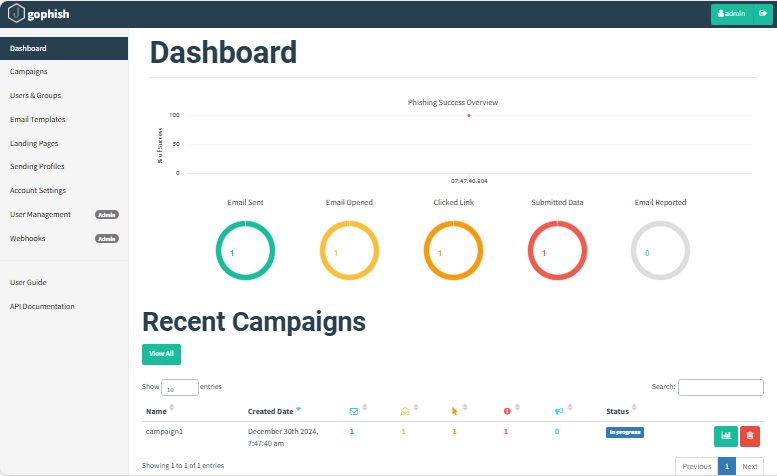 gophish
admin
Dashboard
Campaigns
Users & Groups
Email Templates
Landing Pages
Sending Profiles
Account Settings
User Management Admin
Webhooks Admin
User Guide
API Documentation
Dashboard
Phishing Success Overview
% of Success
100
50
0
07:47:40.804
Email Sent Email Opened Clicked Link Submitted Data Email Reported
1 1 1 1 0
Recent Campaigns
View All
Show 10 entries Search:
Name Created Date Status
campaign1 December 30th 2024, 1 1 1 1 0 In progress
7:47:40 am
Showing 1 to 1 of 1 entries Previous 1 Next